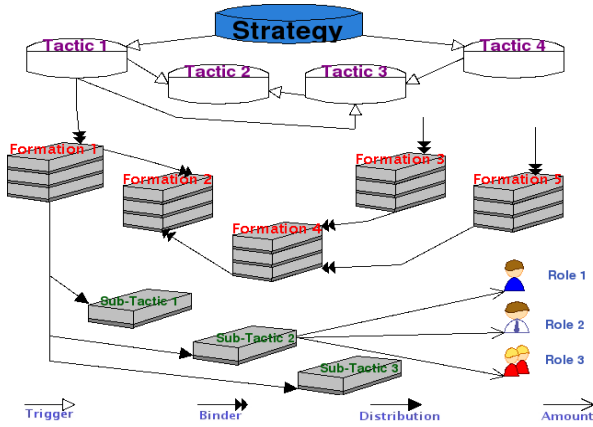 Strategy
Tactic 1
Tactic 4
Tactic 2
Tactic 3
Formation 1
Formation 3
Formation 2
Formation 5
Formation 4
Role 1
Sub-Tactic 1
Role 2
Sub-Tactic 2
Role 3
Sub-Tactic 3
Trigger
Binder
Distribution
Amount